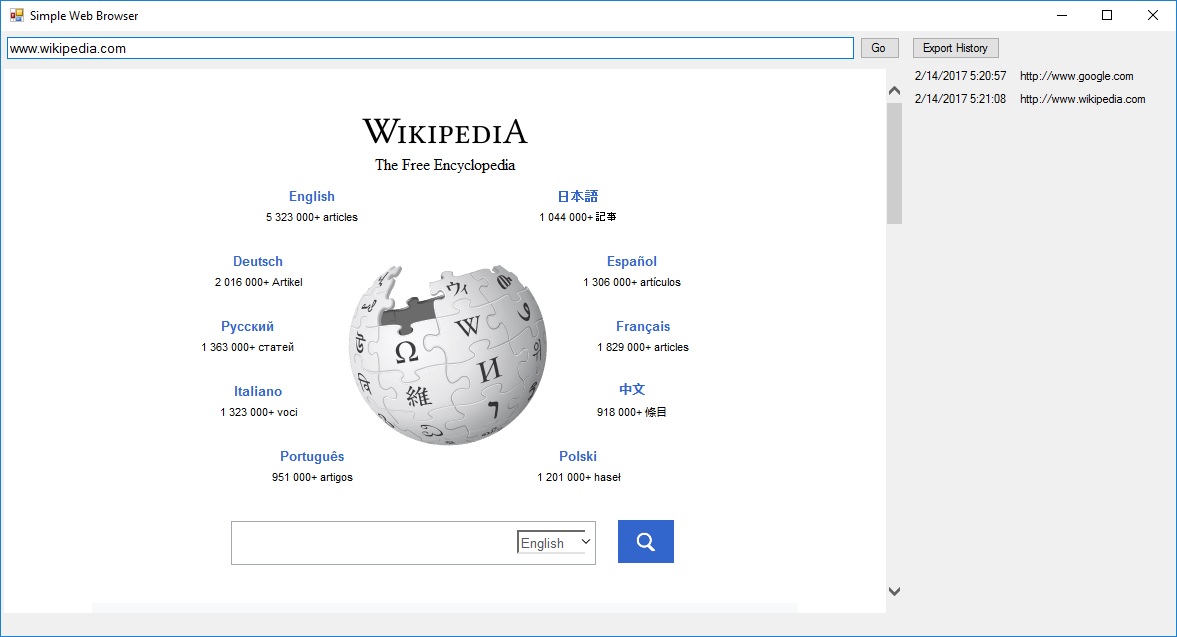 Simple Web Browser
www.wikipedia.com
Go
Export History
2/14/2017 5:20:57 http://www.google.com
2/14/2017 5:21:08 http://www.wikipedia.com
WIKIPEDIA
The Free Encyclopedia
English
5 323 000+ articles
日本語
1 044 000+ 記事
Deutsch
2 016 000+ Artikel
Español
1 306 000+ artículos
Русский
1 363 000+ статей
Français
1 829 000+ articles
Italiano
1 323 000+ voci
中文
918 000+ 條目
Português
951 000+ artigos
Polski
1 201 000+ haseł
ウィ
W
Ω
И
維
English